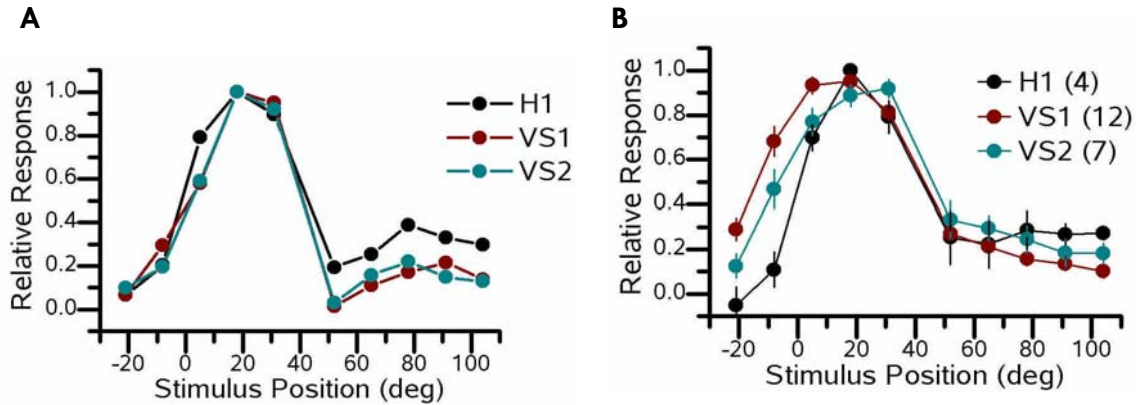 A
Relative Response
1.0
0.8
0.6
0.4
0.2
0.0
-20 0 20 40 60 80 100
Stimulus Position (deg)
H1
VS1
VS2
B
Relative Response
1.0
0.8
0.6
0.4
0.2
0.0
-20 0 20 40 60 80 100
Stimulus Position (deg)
H1 (4)
VS1 (12)
VS2 (7)